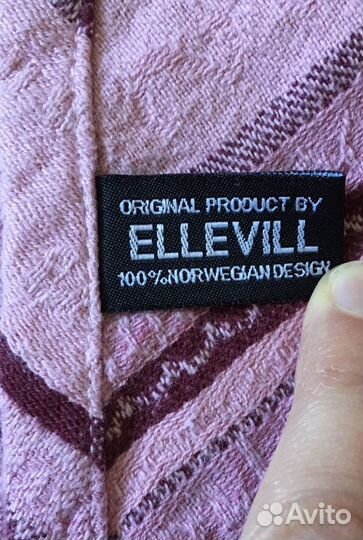 ORIGINAL PRODUCT BY
ELLEVILL
100%NORWEGIAN DESIGN
Avito